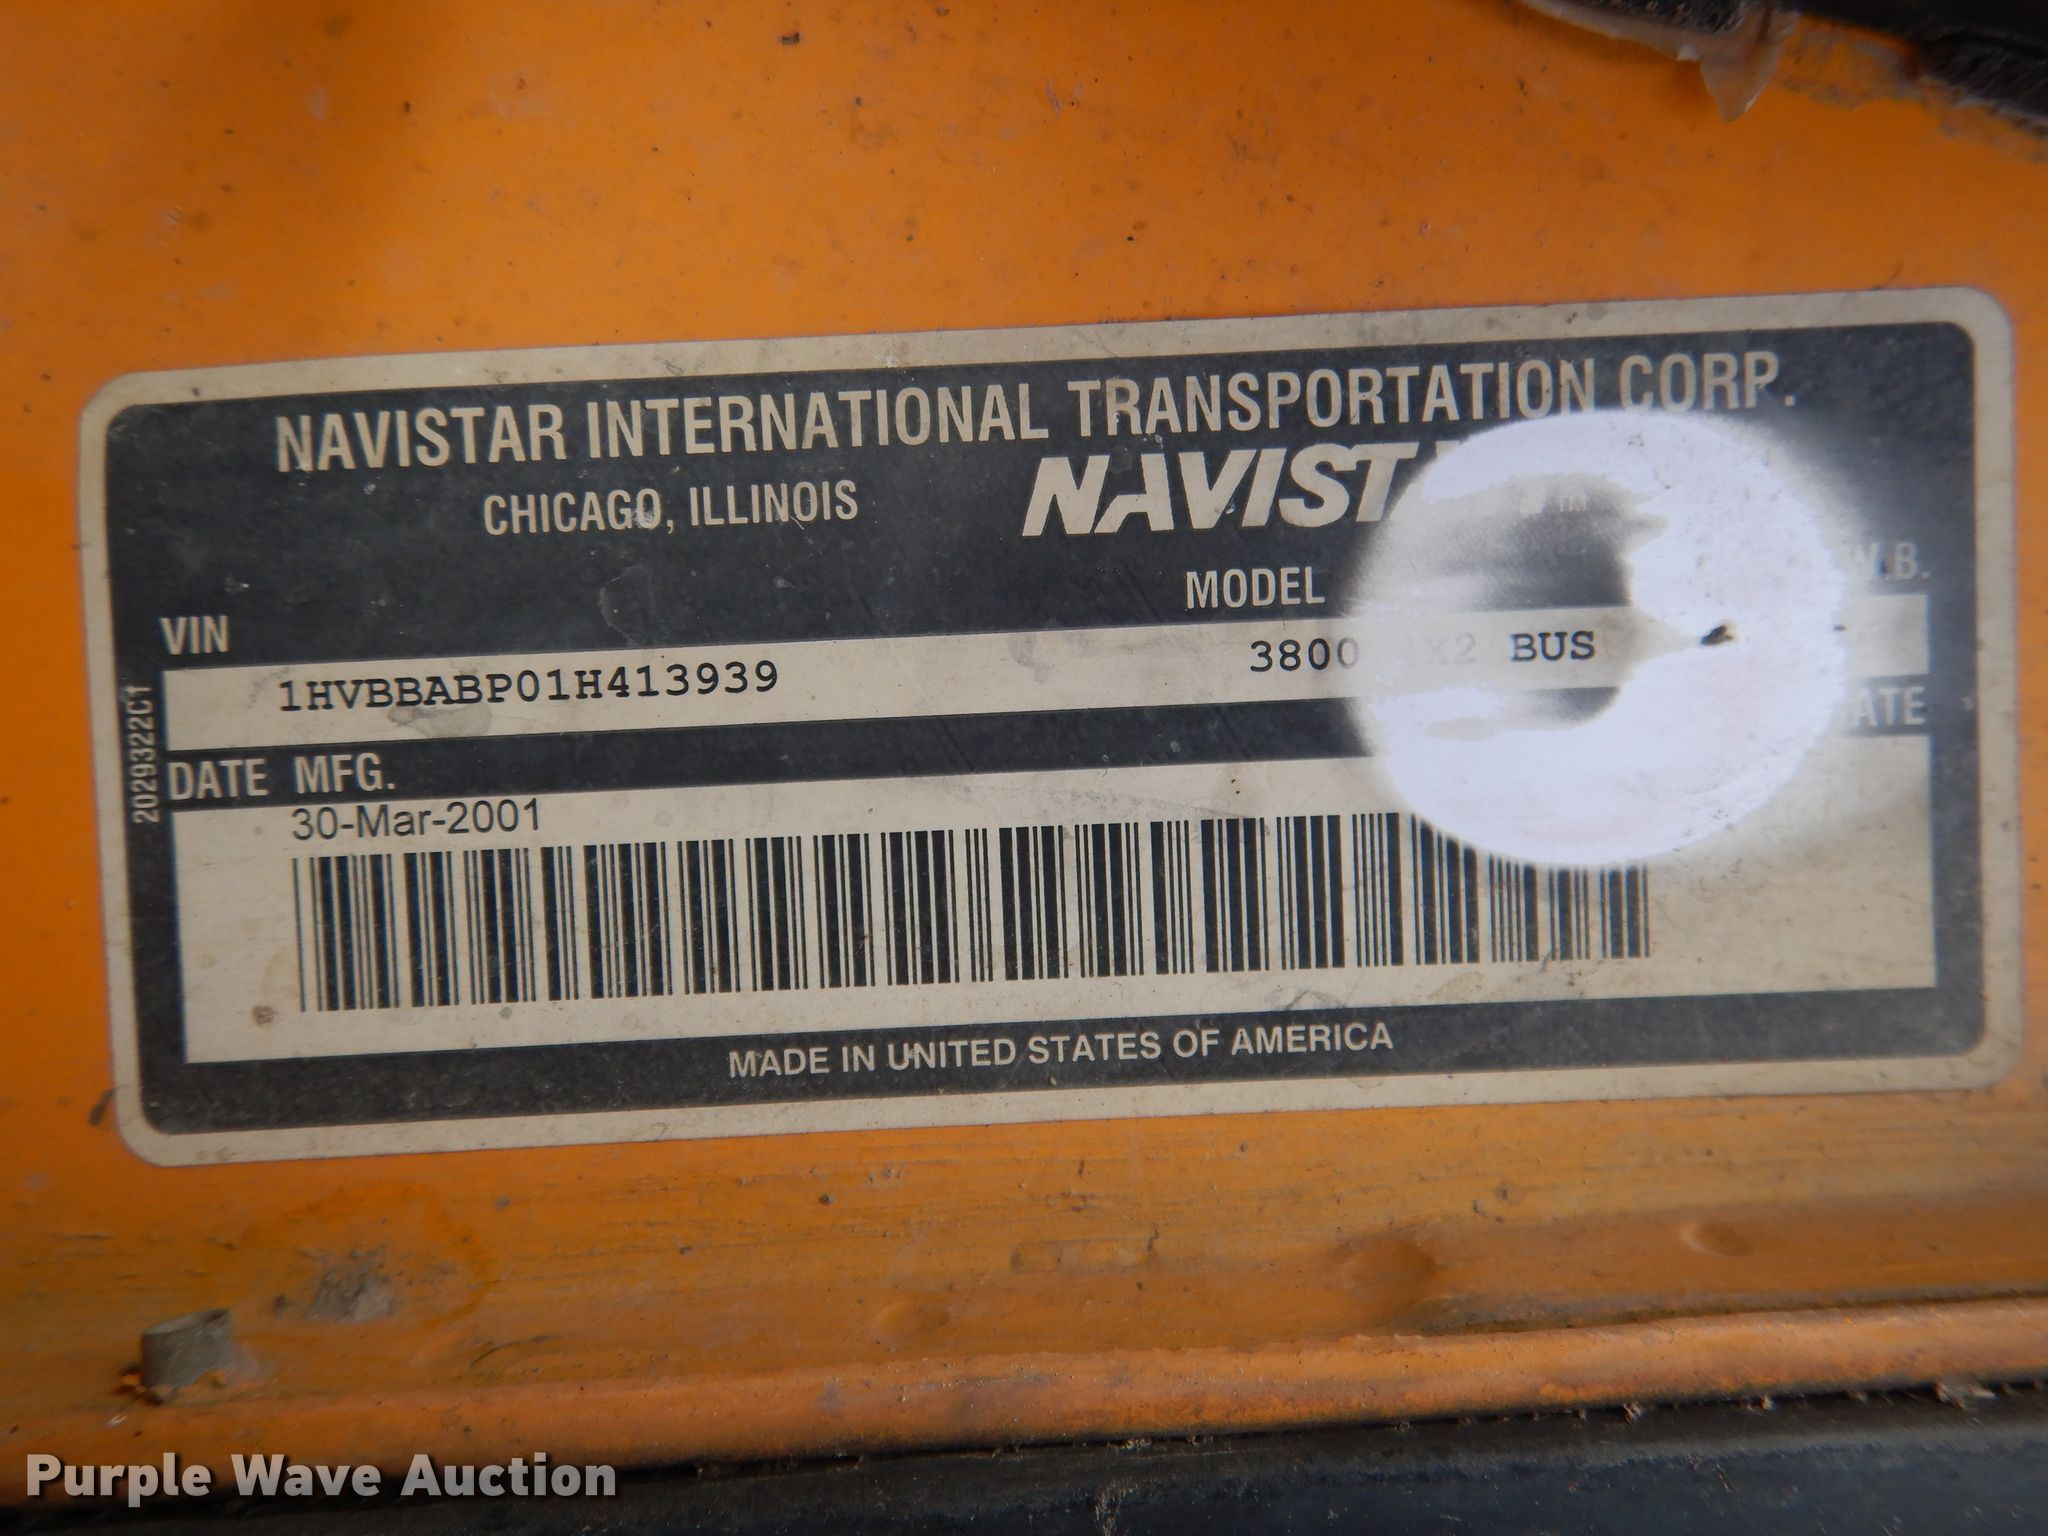 NAVISTAR INTERNATIONAL TRANSPORTATION CORP.
CHICAGO, ILLINOIS
MODEL
W.B.
VIN
1HVBBABP01H413939
3800 BUS
DATE MFG.
30-Mar-2001
MADE IN UNITED STATES OF AMERICA
2029322C1
Purple Wave Auction